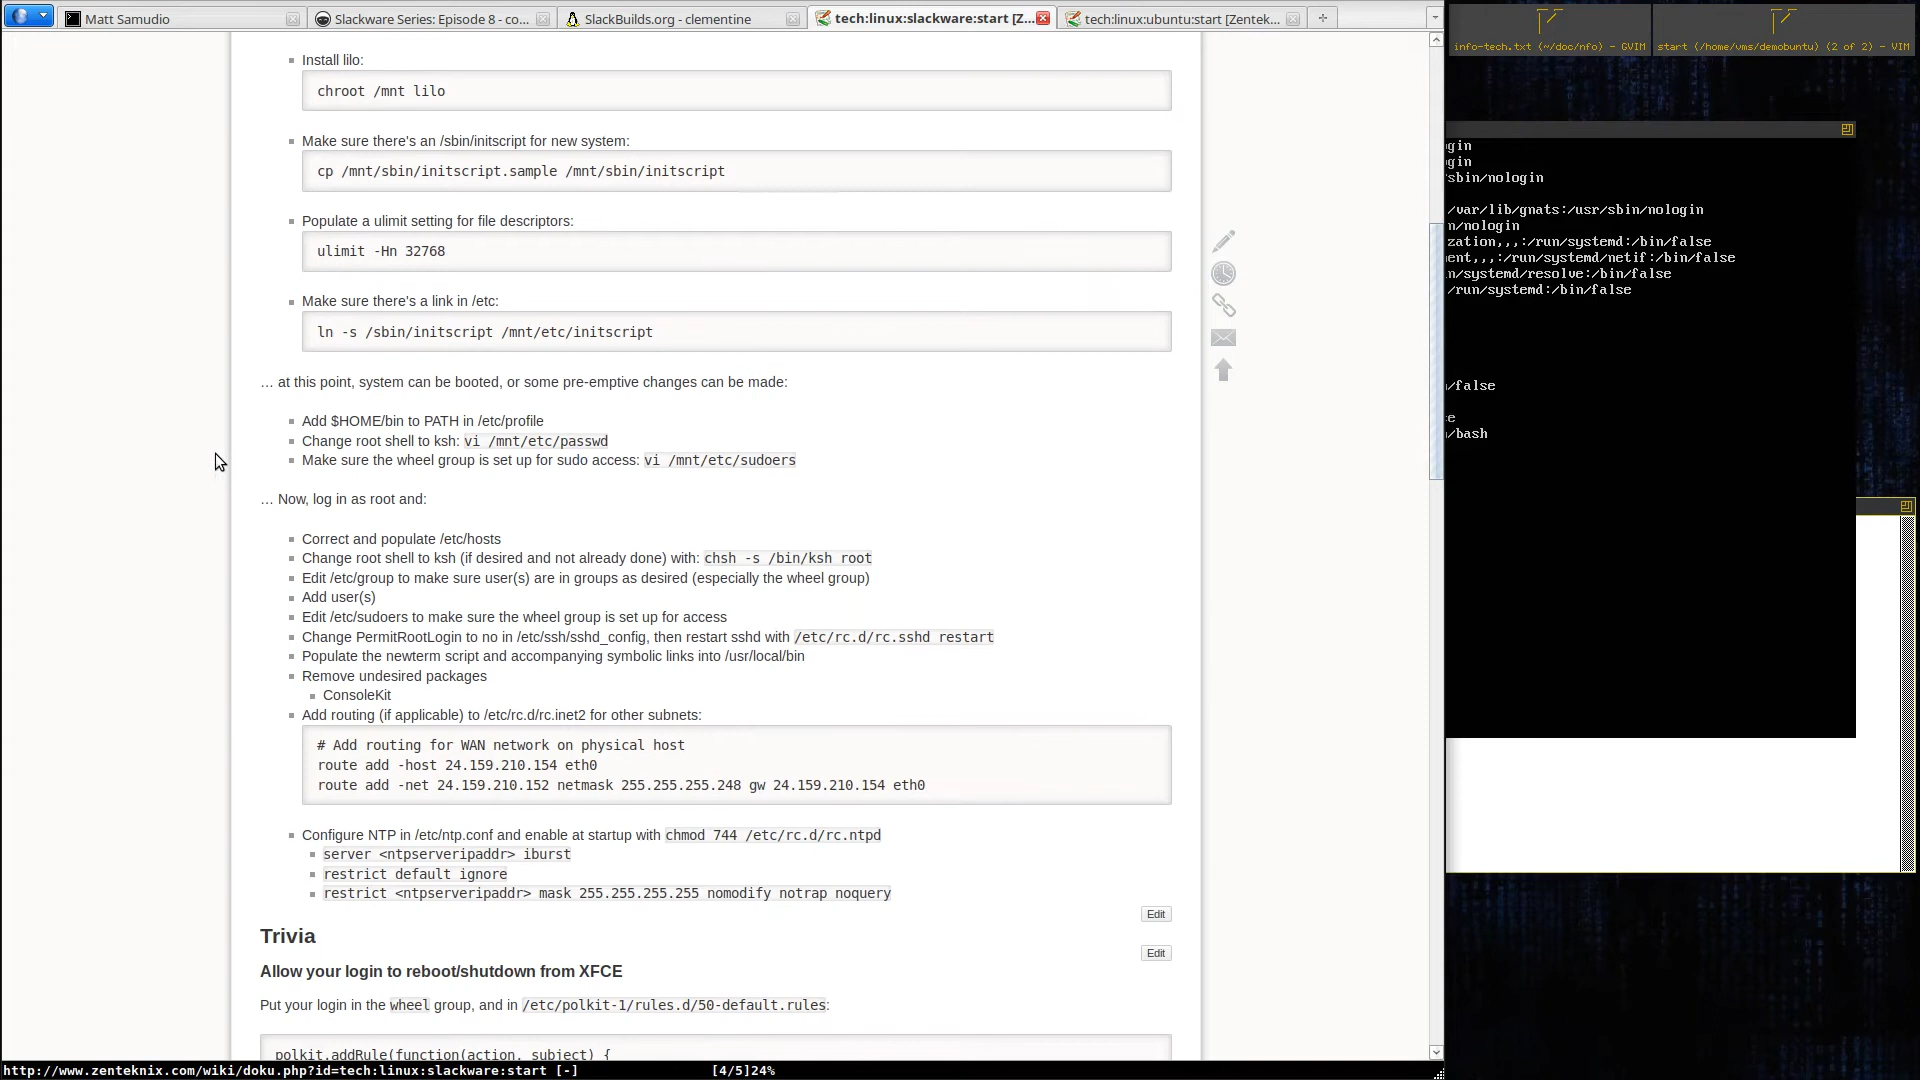 Matt Samudio
Slackware Series: Episode 8 - co...
SlackBuilds.org - clementine
tech:linux:slackware:start [Z...
tech:linux:ubuntu:start [Zentek...
info-tech.txt (~/doc/nfo) - GVIM
start (/home/vms/demobuntu) (2 of 2) - VIM
Install lilo:
chroot /mnt lilo
Make sure there's an /sbin/initscript for new system:
cp /mnt/sbin/initscript.sample /mnt/sbin/initscript
Populate a ulimit setting for file descriptors:
ulimit -Hn 32768
Make sure there's a link in /etc:
ln -s /sbin/initscript /mnt/etc/initscript
… at this point, system can be booted, or some pre-emptive changes can be made:
Add $HOME/bin to PATH in /etc/profile
Change root shell to ksh: vi /mnt/etc/passwd
Make sure the wheel group is set up for sudo access: vi /mnt/etc/sudoers
… Now, log in as root and:
Correct and populate /etc/hosts
Change root shell to ksh (if desired and not already done) with: chsh -s /bin/ksh root
Edit /etc/group to make sure user(s) are in groups as desired (especially the wheel group)
Add user(s)
Edit /etc/sudoers to make sure the wheel group is set up for access
Change PermitRootLogin to no in /etc/ssh/sshd_config, then restart sshd with /etc/rc.d/rc.sshd restart
Populate the newterm script and accompanying symbolic links into /usr/local/bin
Remove undesired packages
ConsoleKit
Add routing (if applicable) to /etc/rc.d/rc.inet2 for other subnets:
# Add routing for WAN network on physical host
route add -host 24.159.210.154 eth0
route add -net 24.159.210.152 netmask 255.255.255.248 gw 24.159.210.154 eth0
Configure NTP in /etc/ntp.conf and enable at startup with chmod 744 /etc/rc.d/rc.ntpd
server <ntpserveripaddr> iburst
restrict default ignore
restrict <ntpserveripaddr> mask 255.255.255.255 nomodify notrap noquery
Edit
Trivia
Edit
Allow your login to reboot/shutdown from XFCE
Put your login in the wheel group, and in /etc/polkit-1/rules.d/50-default.rules:
polkit.addRule(function(action, subject) {
http://www.zenteknix.com/wiki/doku.php?id=tech:linux:slackware:start [-]
[4/5]24%
gin
gin
sbin/nologin
/var/lib/gnats:/usr/sbin/nologin
n/nologin
zation,,,:/run/systemd:/bin/false
ent,,,:/run/systemd/netif:/bin/false
n/systemd/resolve:/bin/false
/run/systemd:/bin/false
/false
e
/bash